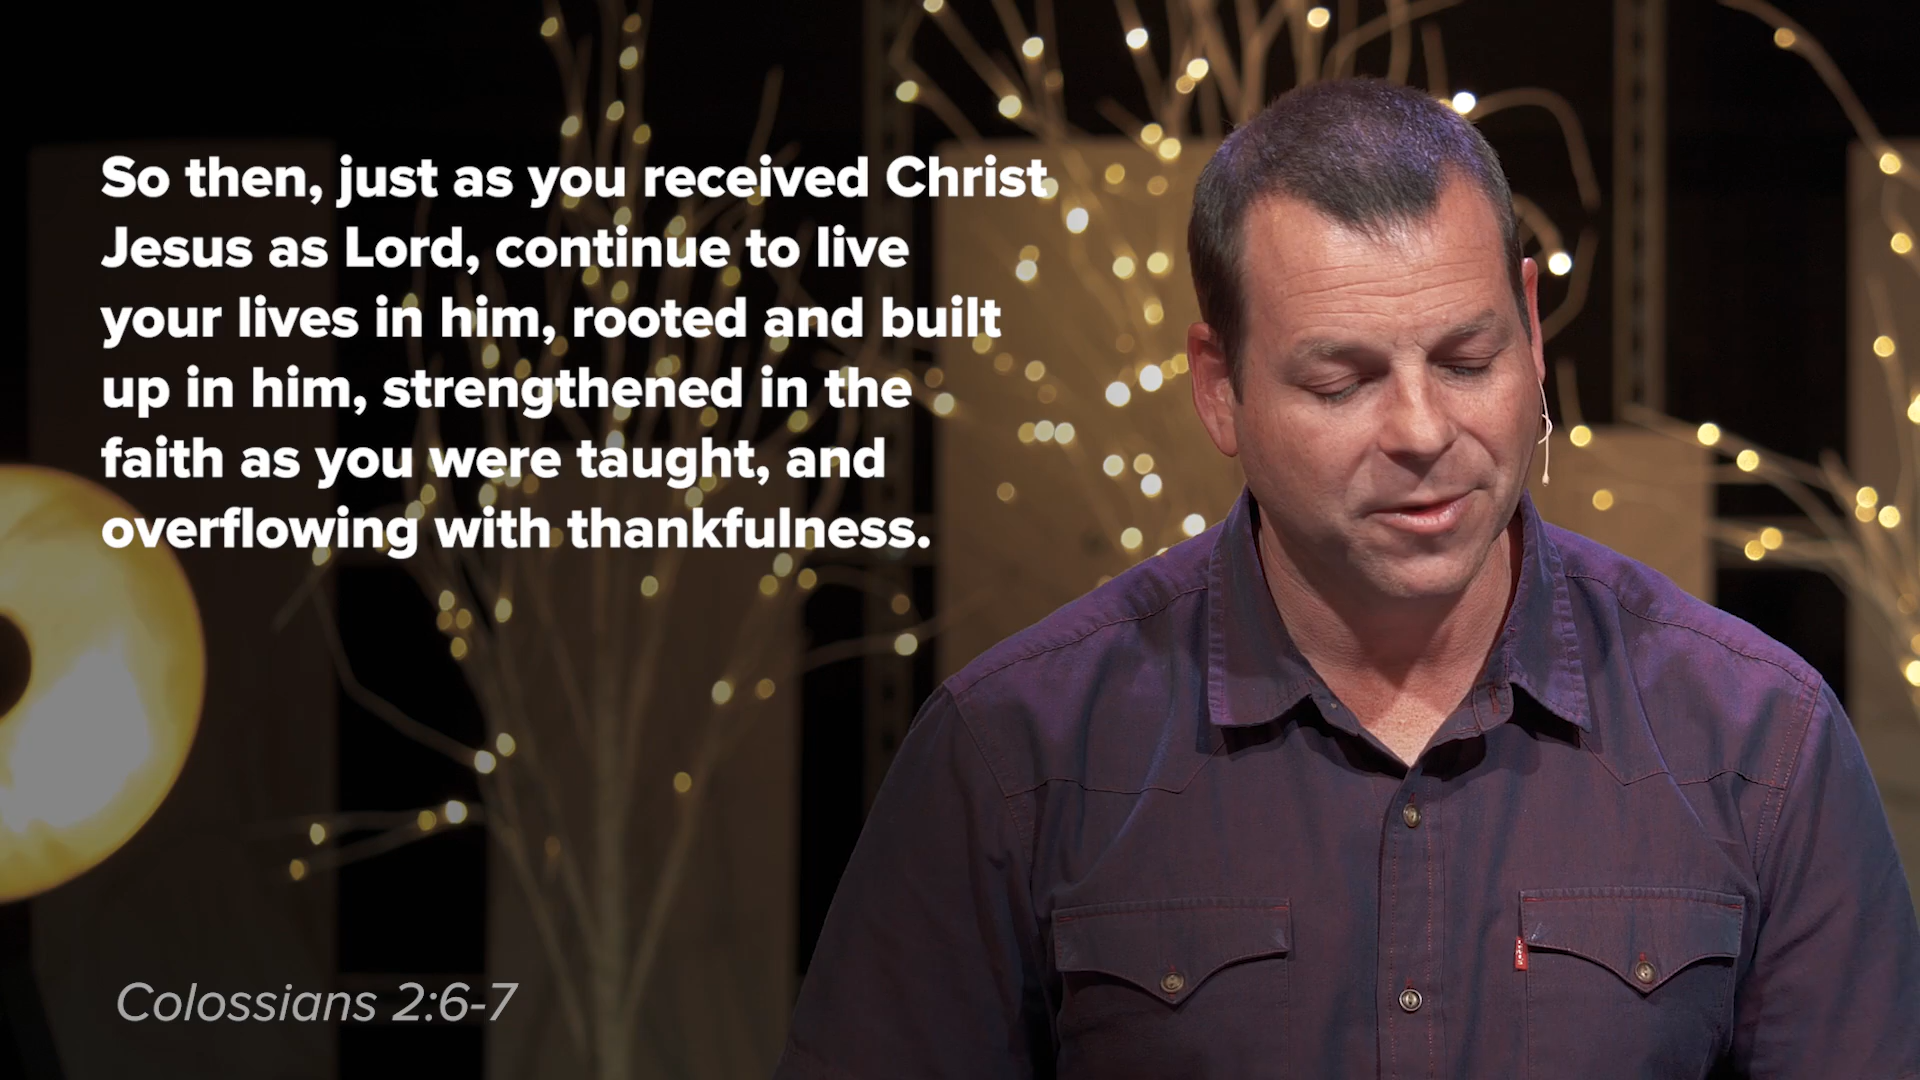 So then, just as you received Christ
Jesus as Lord, continue to live
your lives in him, rooted and built
up in him, strengthened in the
faith as you were taught, and
overflowing with thankfulness.
Colossians 2:6-7